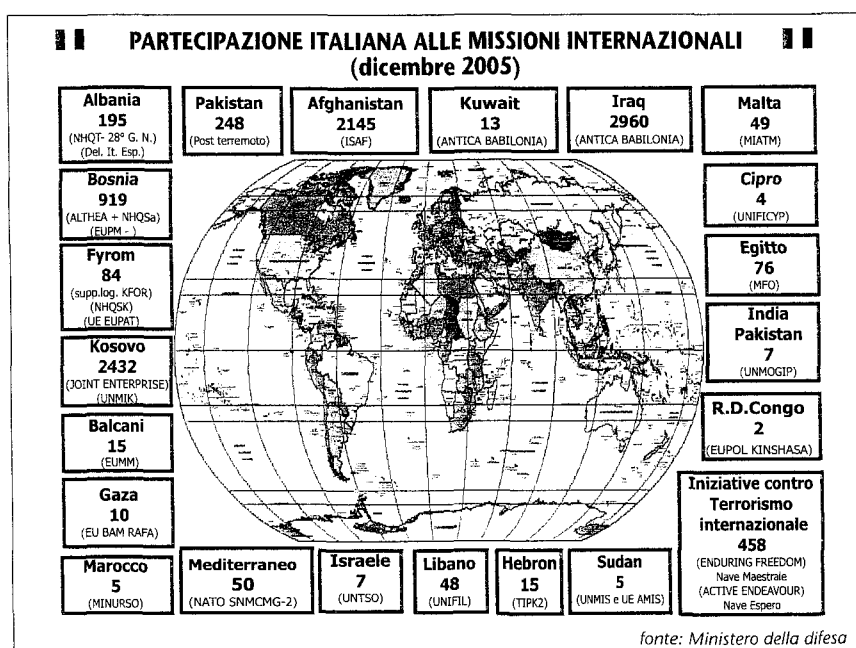 PARTECIPAZIONE ITALIANA ALLE MISSIONI INTERNAZIONALI
(dicembre 2005)
Albania
195
(NHQT- 28° G. N.)
(Del. It. Esp.)
Pakistan
248
(Post terremoto)
Afghanistan
2145
(ISAF)
Kuwait
13
(ANTICA BABILONIA)
Iraq
2960
(ANTICA BABILONIA)
Malta
49
(MIATM)
Bosnia
919
(ALTHEA + NHQSa)
(EUPM - )
Cipro
4
(UNIFICYP)
Fyrom
84
(supp.log. KFOR)
(NHQSK)
(UE EUPAT)
Egitto
76
(MFO)
India
Pakistan
7
(UNMOGIP)
Kosovo
2432
(JOINT ENTERPRISE)
(UNMIK)
R.D.Congo
2
(EUPOL KINSHASA)
Balcani
15
(EUMM)
Gaza
10
(EU BAM RAFA)
Iniziative contro
Terrorismo
internazionale
458
(ENDURING FREEDOM)
Nave Maestrale
(ACTIVE ENDEAVOUR)
Nave Espero
Marocco
5
(MINURSO)
Mediterraneo
50
(NATO SNMCMG-2)
Israele
7
(UNTSO)
Libano
48
(UNIFIL)
Hebron
15
(TIPK2)
Sudan
5
(UNMIS e UE AMIS)
fonte: Ministero della difesa